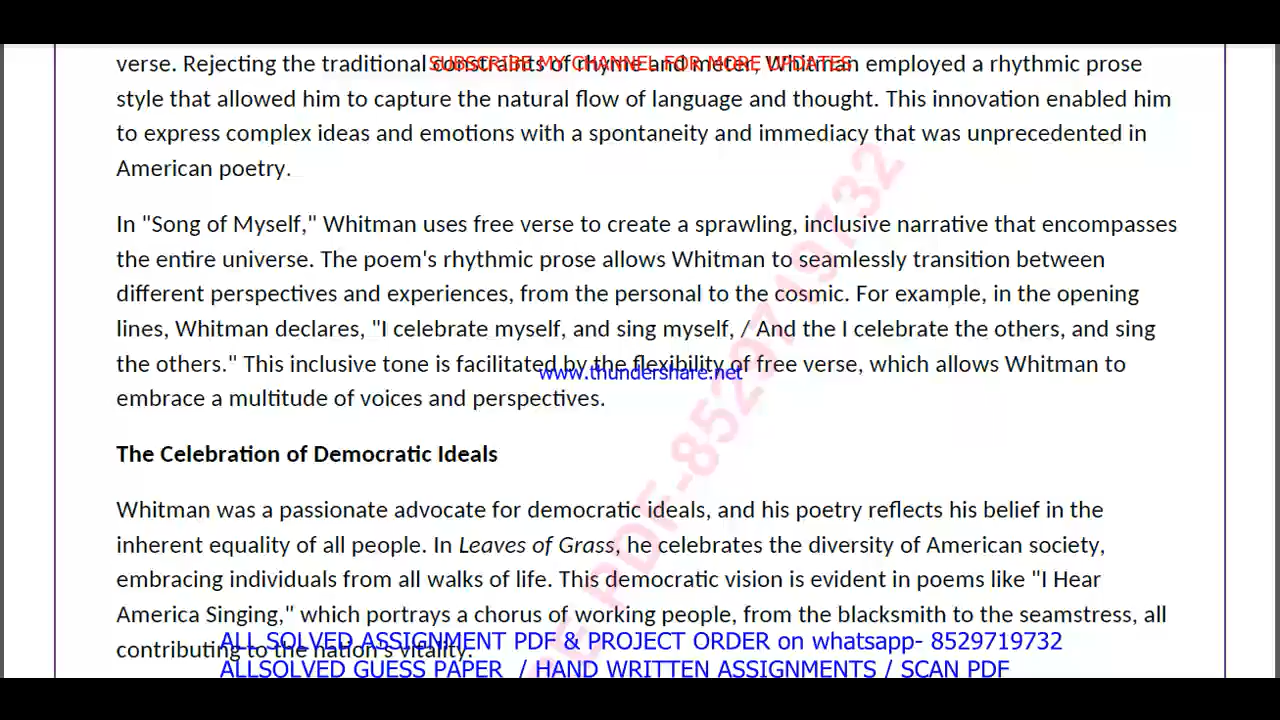 SUBSCRIBE MY CHANNEL FOR MORE UPDATES
verse. Rejecting the traditional constraints of rhyme and meter, Whitman employed a rhythmic prose
style that allowed him to capture the natural flow of language and thought. This innovation enabled him
to express complex ideas and emotions with a spontaneity and immediacy that was unprecedented in
American poetry.
In "Song of Myself," Whitman uses free verse to create a sprawling, inclusive narrative that encompasses
the entire universe. The poem's rhythmic prose allows Whitman to seamlessly transition between
different perspectives and experiences, from the personal to the cosmic. For example, in the opening
lines, Whitman declares, "I celebrate myself, and sing myself, / And the I celebrate the others, and sing
the others." This inclusive tone is facilitated by the flexibility of free verse, which allows Whitman to
www.thundershare.net
embrace a multitude of voices and perspectives.
The Celebration of Democratic Ideals
Whitman was a passionate advocate for democratic ideals, and his poetry reflects his belief in the
inherent equality of all people. In Leaves of Grass, he celebrates the diversity of American society,
embracing individuals from all walks of life. This democratic vision is evident in poems like "I Hear
America Singing," which portrays a chorus of working people, from the blacksmith to the seamstress, all
contributing to the nation's vitality.
ALL SOLVED ASSIGNMENT PDF & PROJECT ORDER on whatsapp- 8529719732
ALLSOLVED GUESS PAPER / HAND WRITTEN ASSIGNMENTS / SCAN PDF
PDF-8529719732